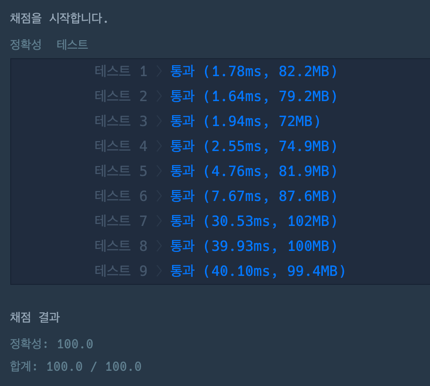 채점을 시작합니다.
정확성 테스트
테스트 1 〉 통과 (1.78ms, 82.2MB)
테스트 2 〉 통과 (1.64ms, 79.2MB)
테스트 3 〉 통과 (1.94ms, 72MB)
테스트 4 〉 통과 (2.55ms, 74.9MB)
테스트 5 〉 통과 (4.76ms, 81.9MB)
테스트 6 〉 통과 (7.67ms, 87.6MB)
테스트 7 〉 통과 (30.53ms, 102MB)
테스트 8 〉 통과 (39.93ms, 100MB)
테스트 9 〉 통과 (40.10ms, 99.4MB)
채점 결과
정확성: 100.0
합계: 100.0 / 100.0